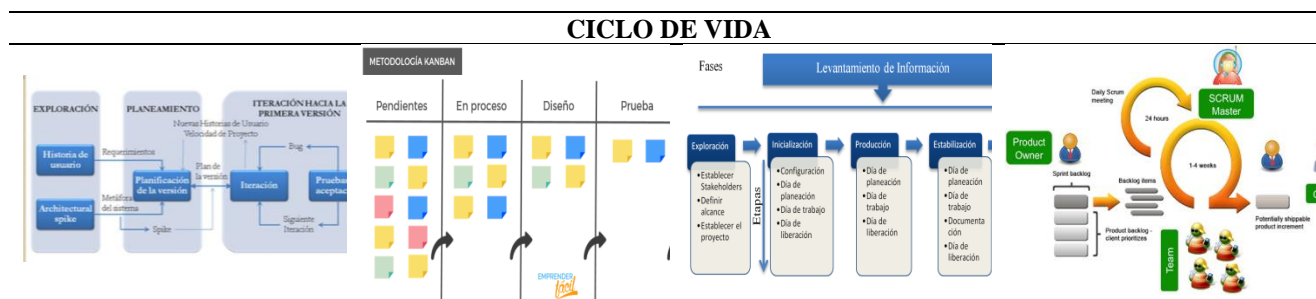 CICLO DE VIDA
EXPLORACIÓN
PLANEAMIENTO
ITERACIÓN HACIA LA
PRIMERA VERSIÓN
Nuevas Historias de Usuario
Velocidad de Proyecto
Bug
Historia de
usuario
Requerimientos
Plan de
la versión
Planificación
de la versión
Iteración
Prueba
acepta
Metáfora
del sistema
Architectural
spike
Spike
Siguiente
Iteración
METODOLOGÍA KANBAN
Pendientes
En proceso
Diseño
Prueba
EMPRENDER
fácil
Fases
Levantamiento de Información
Exploración
•Establecer
Stakeholders
•Definir
alcance
•Establecer el
proyecto
Etapas
Inicialización
•Configuración
•Día de
planeación
•Día de trabajo
•Día de
liberación
Producción
•Día de
planeación
•Día de
trabajo
•Día de
liberación
Estabilización
•Día de
planeación
•Día de
trabajo
•Documenta
ción
•Día de
liberación
Daily Scrum
meeting
24 hours
SCRUM
Master
Product
Owner
1-4 weeks
Sprint backlog
Backlog items
Product backlog -
client prioritizes
Potentially shippable
product increment
Team